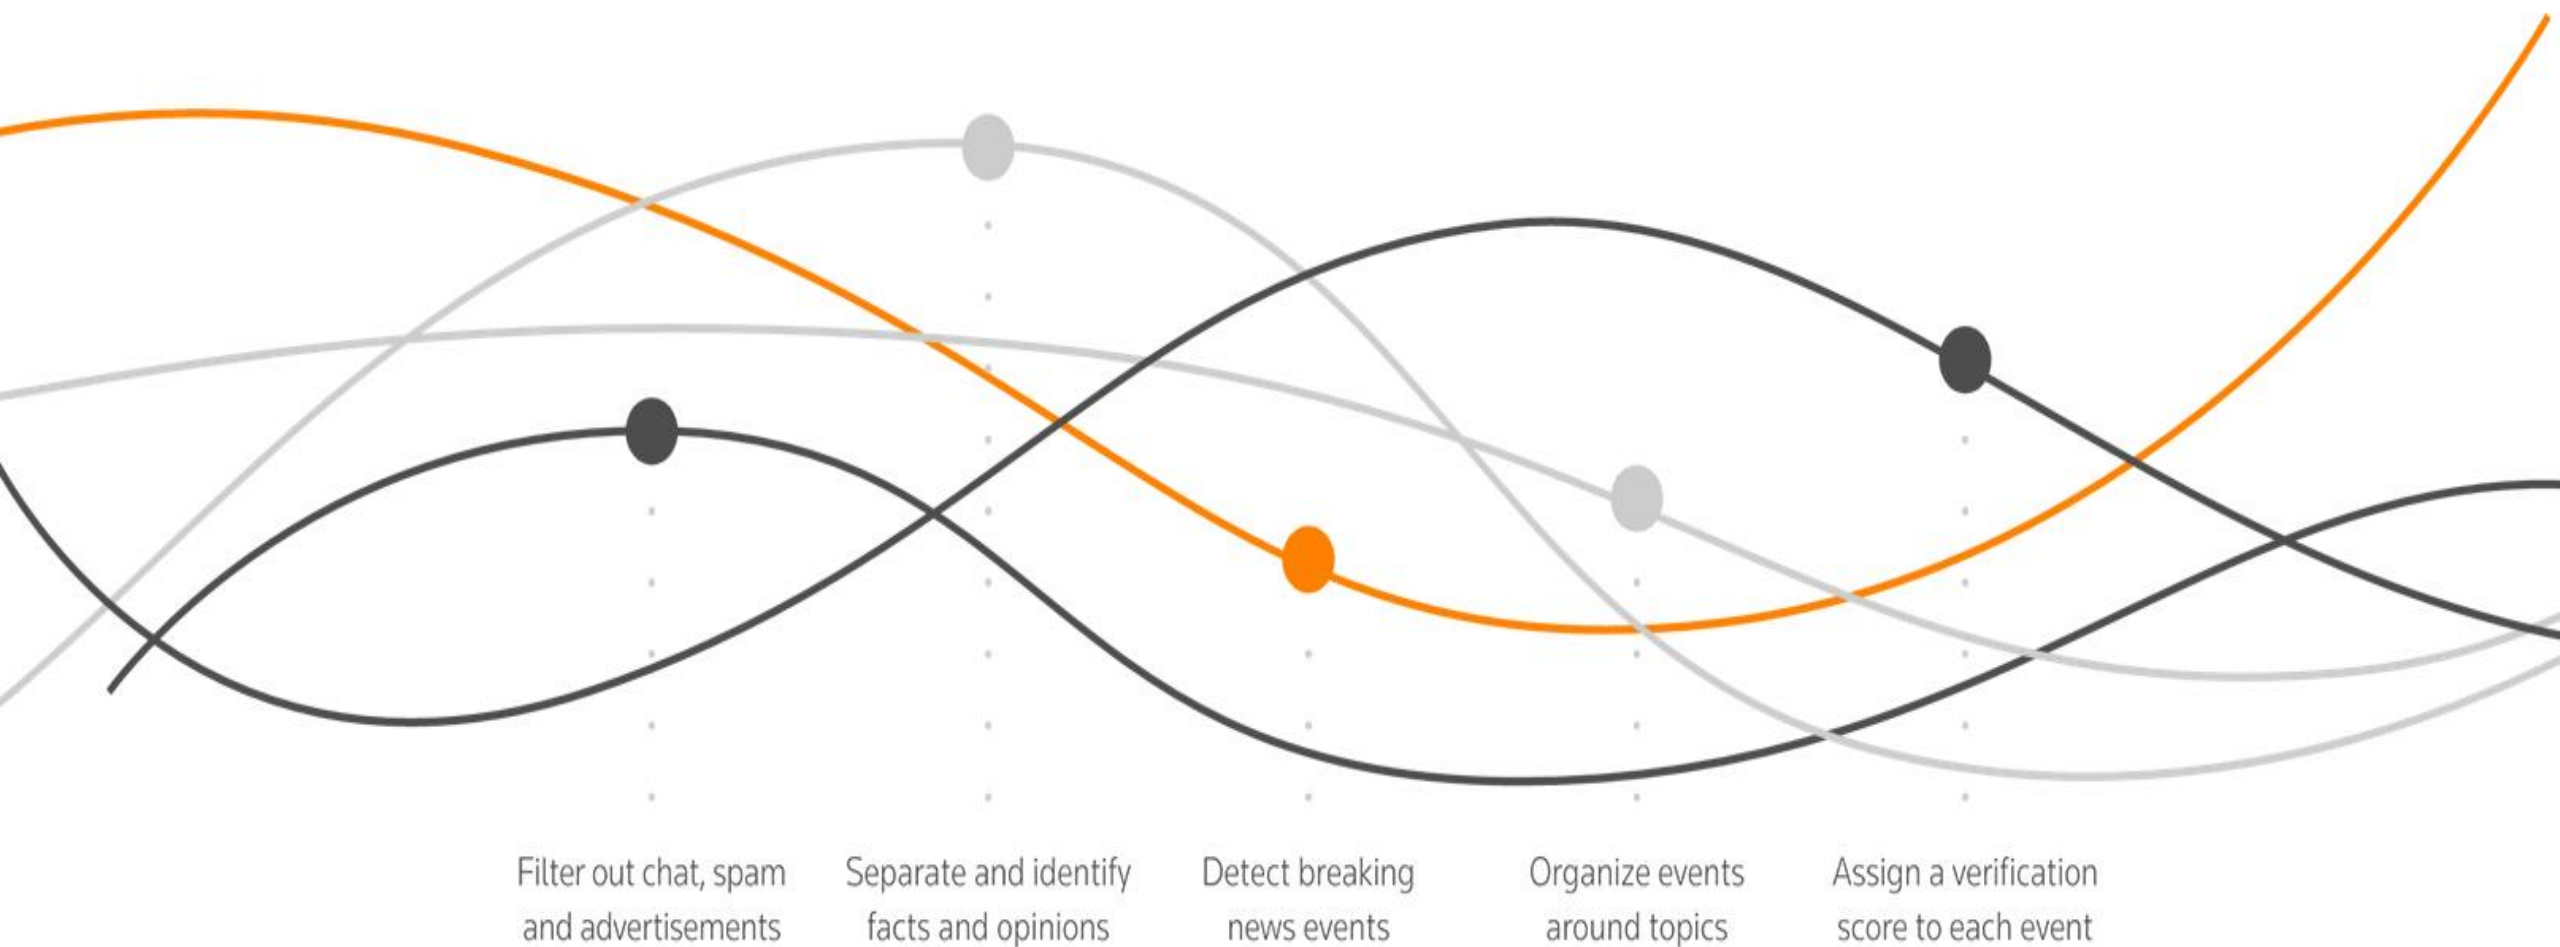 Filter out chat, spam
and advertisements
Separate and identify
facts and opinions
Detect breaking
news events
Organize events
around topics
Assign a verification
score to each event